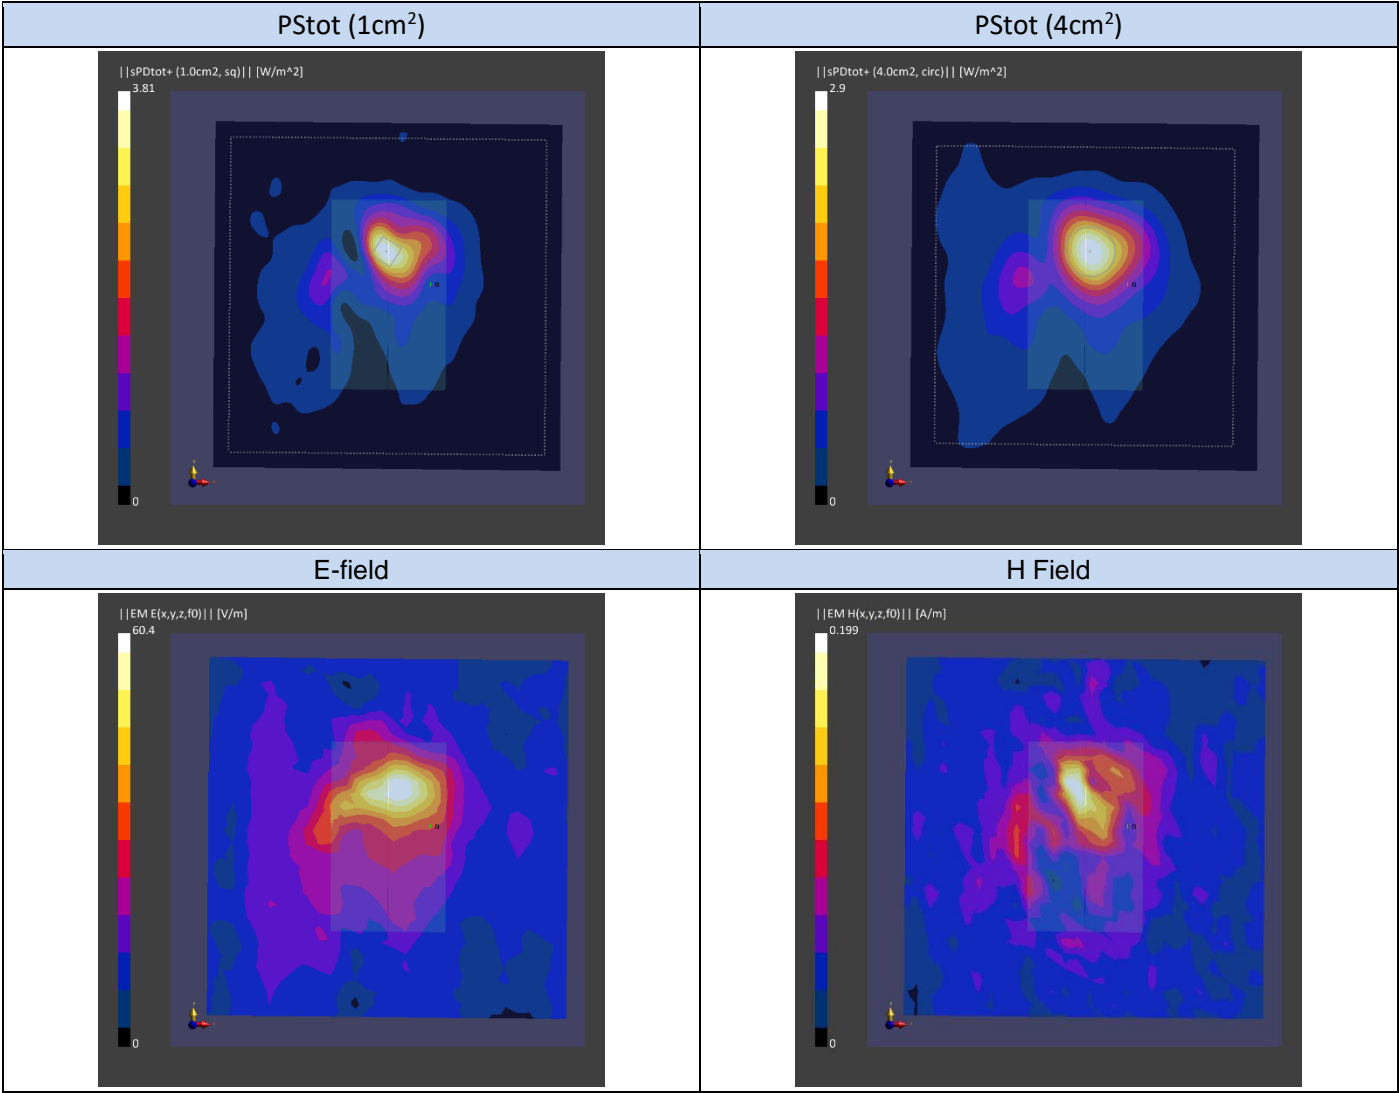 PStot (1cm²)
PStot (4cm²)
||sPDtot+ (1.0cm2, sq)|| [W/m^2]
3.81
0
n
||sPDtot+ (4.0cm2, circ)|| [W/m^2]
2.9
0
n
E-field
H Field
||EM E(x,y,z,f0)|| [V/m]
60.4
0
n
||EM H(x,y,z,f0)|| [A/m]
0.199
0
n